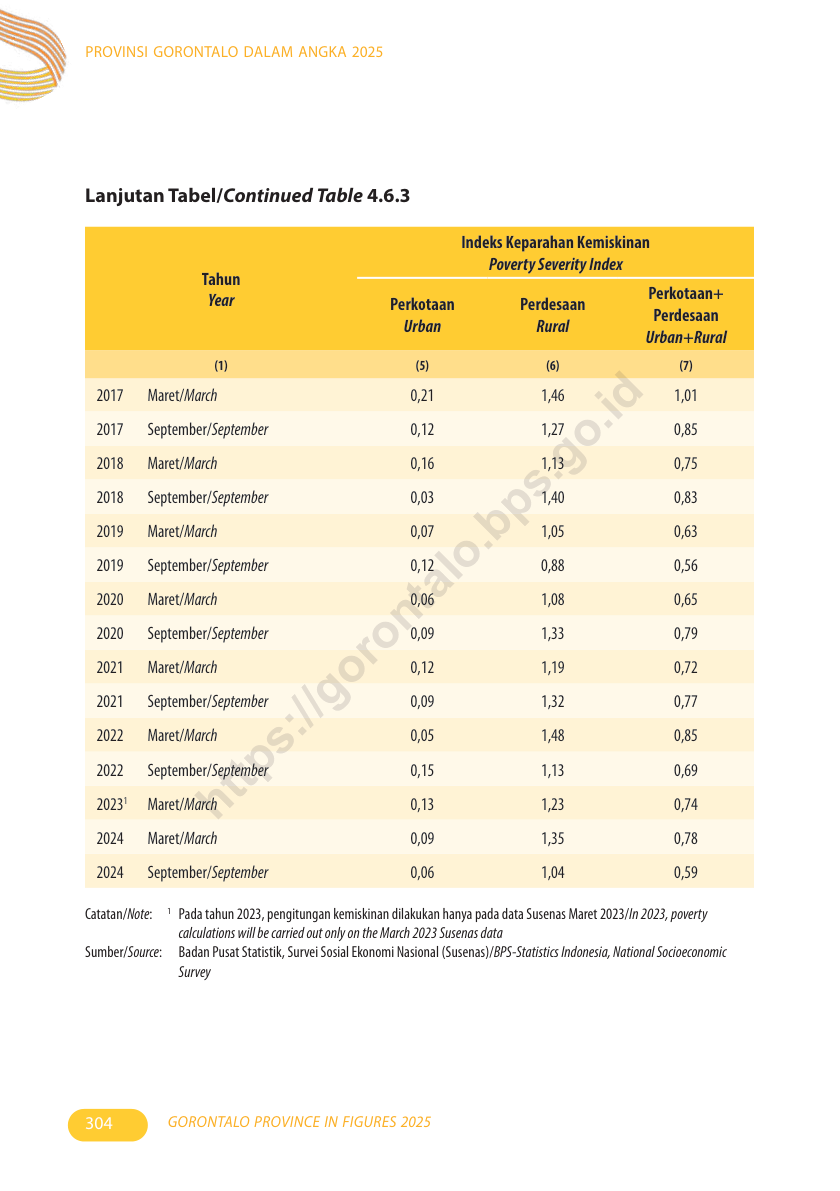 PROVINSI GORONTALO DALAM ANGKA 2025
Lanjutan Tabel/Continued Table 4.6.3
Tahun
Year
Indeks Keparahan Kemiskinan
Poverty Severity Index
Perkotaan
Urban
Perdesaan
Rural
Perkotaan+
Perdesaan
Urban+Rural
(1) (5) (6) (7)
2017 Maret/March 0,21 1,46 1,01
2017 September/September 0,12 1,27 0,85
2018 Maret/March 0,16 1,13 0,75
2018 September/September 0,03 1,40 0,83
2019 Maret/March 0,07 1,05 0,63
2019 September/September 0,12 0,88 0,56
2020 Maret/March 0,06 1,08 0,65
2020 September/September 0,09 1,33 0,79
2021 Maret/March 0,12 1,19 0,72
2021 September/September 0,09 1,32 0,77
2022 Maret/March 0,05 1,48 0,85
2022 September/September 0,15 1,13 0,69
2023¹ Maret/March 0,13 1,23 0,74
2024 Maret/March 0,09 1,35 0,78
2024 September/September 0,06 1,04 0,59
https://gorontalo.bps.go.id
Catatan/Note: ¹ Pada tahun 2023, pengitungan kemiskinan dilakukan hanya pada data Susenas Maret 2023/In 2023, poverty
calculations will be carried out only on the March 2023 Susenas data
Sumber/Source: Badan Pusat Statistik, Survei Sosial Ekonomi Nasional (Susenas)/BPS-Statistics Indonesia, National Socioeconomic
Survey
304 GORONTALO PROVINCE IN FIGURES 2025